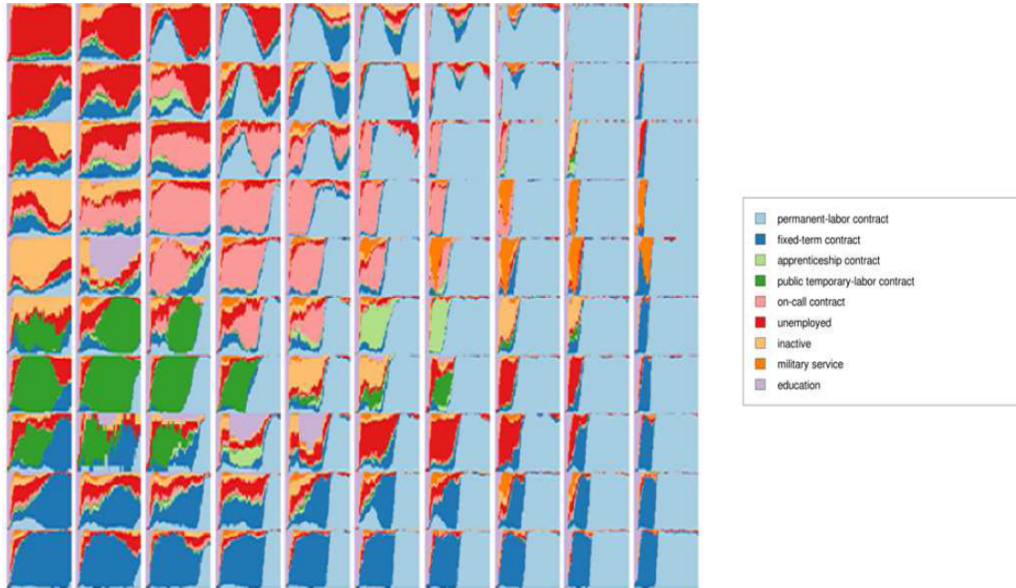 permanent-labor contract
fixed-term contract
apprenticeship contract
public temporary-labor contract
on-call contract
unemployed
inactive
military service
education